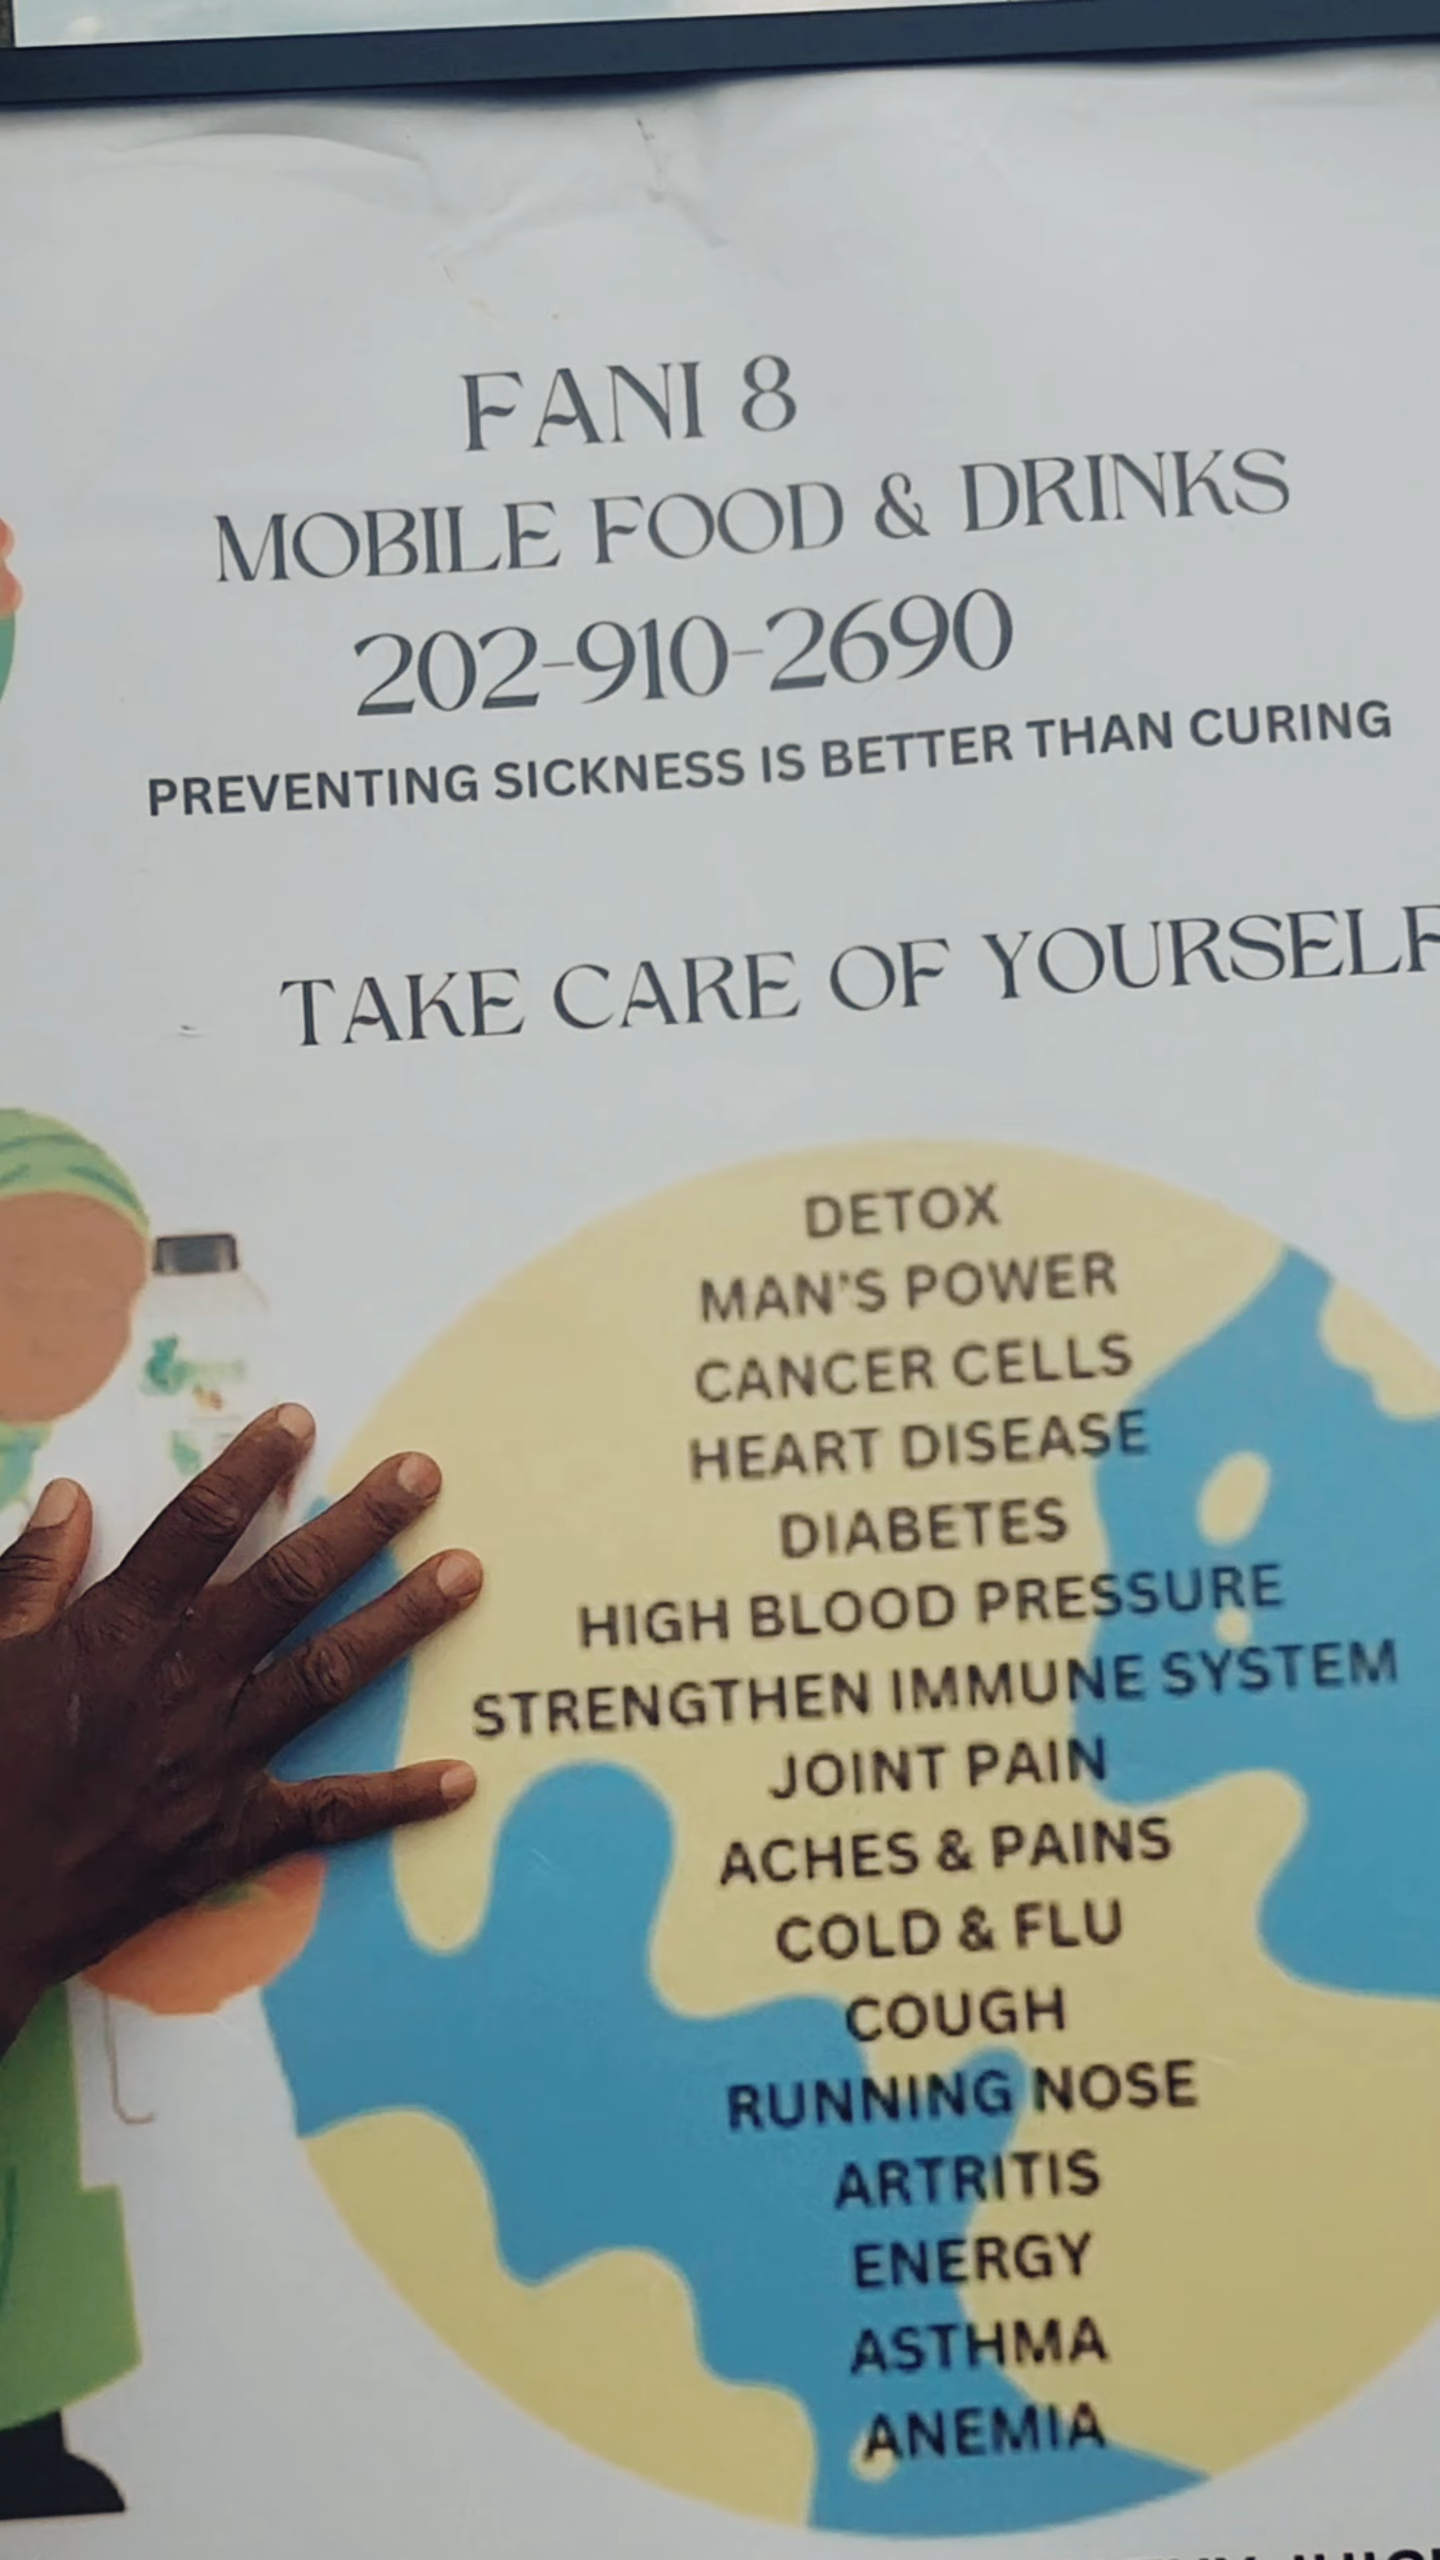 FANI 8
MOBILE FOOD & DRINKS
202-910-2690
PREVENTING SICKNESS IS BETTER THAN CURING
TAKE CARE OF YOURSELF
DETOX
MAN'S POWER
CANCER CELLS
HEART DISEASE
DIABETES
HIGH BLOOD PRESSURE
STRENGTHEN IMMUNE SYSTEM
JOINT PAIN
ACHES & PAINS
COLD & FLU
COUGH
RUNNING NOSE
ARTRITIS
ENERGY
ASTHMA
ANEMIA